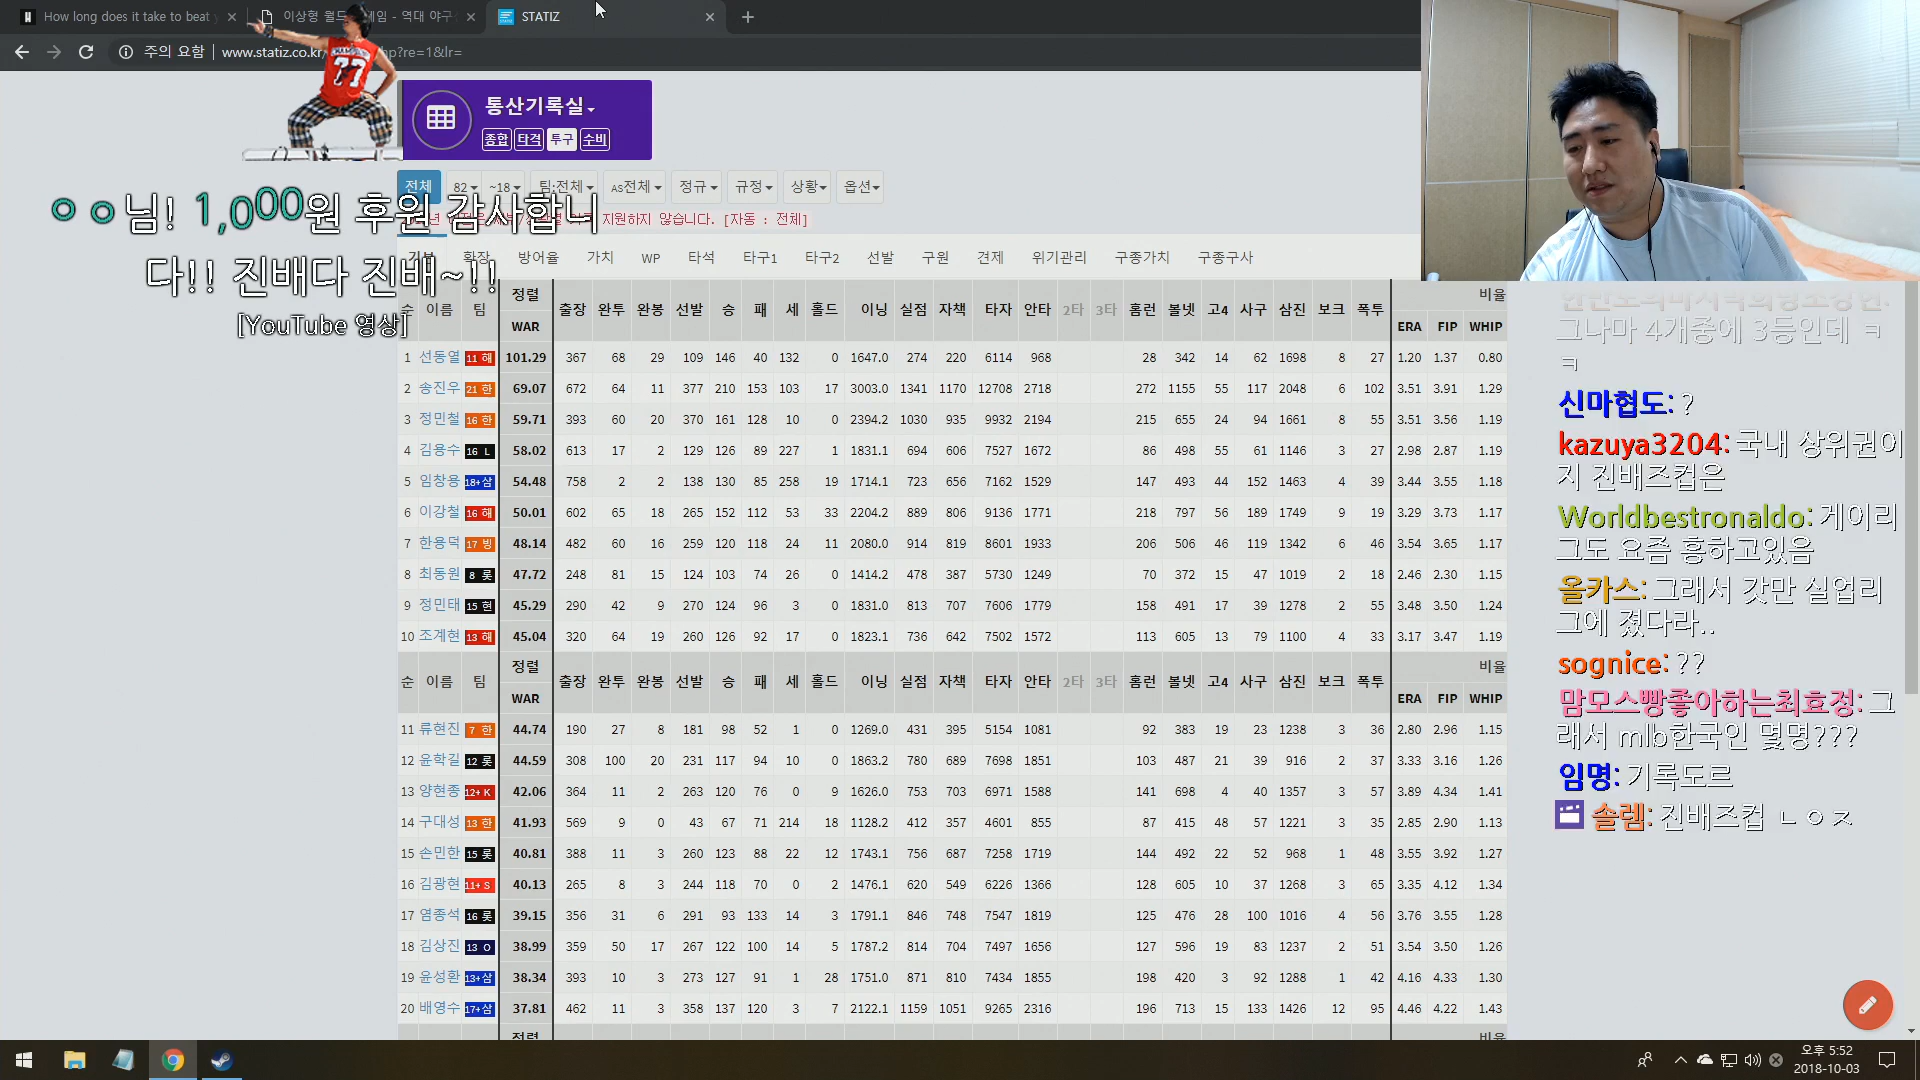 How long does it take to beat y
이상형 월드
게임 - 역대 야구
STATIZ
주의 요함
www.statiz.co.kr
p?re=1&lr=
77
통산기록실
종합 타격 투구 수비
전체 82 ~18 팀:전체 AS전체 정규 규정 상황 옵션
ㅇㅇ님! 1,000원 후원 감사합니
다!! 진배다 진배~!!
[YouTube 영상]
지원하지 않습니다. [자동 : 전체]
확장 방어율 가치 WP 타석 타구1 타구2 선발 구원 견제 위기관리 구종가치 구종구사
순 이름 팀 정렬 WAR 출장 완투 완봉 선발 승 패 세 홀드 이닝 실점 자책 타자 안타 2타 3타 홈런 볼넷 고4 사구 삼진 보크 폭투 비율 ERA FIP WHIP
1 선동열 11 해 101.29 367 68 29 109 146 40 132 0 1647.0 274 220 6114 968 28 342 14 62 1698 8 27 1.20 1.37 0.80
2 송진우 21 한 69.07 672 64 11 377 210 153 103 17 3003.0 1341 1170 12708 2718 272 1155 55 117 2048 6 102 3.51 3.91 1.29
3 정민철 16 한 59.71 393 60 20 370 161 128 10 0 2394.2 1030 935 9932 2194 215 655 24 94 1661 8 55 3.51 3.56 1.19
4 김용수 16 L 58.02 613 17 2 129 126 89 227 1 1831.1 694 606 7527 1672 86 498 55 61 1146 3 27 2.98 2.87 1.19
5 임창용 18+삼 54.48 758 2 2 138 130 85 258 19 1714.1 723 656 7162 1529 147 493 44 152 1463 4 39 3.44 3.55 1.18
6 이강철 16 해 50.01 602 65 18 265 152 112 53 33 2204.2 889 806 9136 1771 218 797 56 189 1749 9 19 3.29 3.73 1.17
7 한용덕 17 빙 48.14 482 60 16 259 120 118 24 11 2080.0 914 819 8601 1933 206 506 46 119 1342 6 46 3.54 3.65 1.17
8 최동원 8 롯 47.72 248 81 15 124 103 74 26 0 1414.2 478 387 5730 1249 70 372 15 47 1019 2 18 2.46 2.30 1.15
9 정민태 15 현 45.29 290 42 9 270 124 96 3 0 1831.0 813 707 7606 1779 158 491 17 39 1278 2 55 3.48 3.50 1.24
10 조계현 13 해 45.04 320 64 19 260 126 92 17 0 1823.1 736 642 7502 1572 113 605 13 79 1100 4 33 3.17 3.47 1.19
순 이름 팀 정렬 WAR 출장 완투 완봉 선발 승 패 세 홀드 이닝 실점 자책 타자 안타 2타 3타 홈런 볼넷 고4 사구 삼진 보크 폭투 비율 ERA FIP WHIP
11 류현진 7 한 44.74 190 27 8 181 98 52 1 0 1269.0 431 395 5154 1081 92 383 19 23 1238 3 36 2.80 2.96 1.15
12 윤학길 12 롯 44.59 308 100 20 231 117 94 10 0 1863.2 780 689 7698 1851 103 487 21 39 916 2 37 3.33 3.16 1.26
13 양현종 12+ K 42.06 364 11 2 263 120 76 0 9 1626.0 753 703 6971 1588 141 698 4 40 1357 3 57 3.89 4.34 1.41
14 구대성 13 한 41.93 569 9 0 43 67 71 214 18 1128.2 412 357 4601 855 87 415 48 57 1221 3 35 2.85 2.90 1.13
15 손민한 15 롯 40.81 388 11 3 260 123 88 22 12 1743.1 756 687 7258 1719 144 492 22 52 968 1 48 3.55 3.92 1.27
16 김광현 11+ S 40.13 265 8 3 244 118 70 0 2 1476.1 620 549 6226 1366 128 605 10 37 1268 3 65 3.35 4.12 1.34
17 염종석 16 롯 39.15 356 31 6 291 93 133 14 3 1791.1 846 748 7547 1819 125 476 28 100 1016 4 56 3.76 3.55 1.28
18 김상진 13 O 38.99 359 50 17 267 122 100 14 5 1787.2 814 704 7497 1656 127 596 19 83 1237 2 51 3.54 3.50 1.26
19 윤성환 13+삼 38.34 393 10 3 273 127 91 1 28 1751.0 871 810 7434 1855 198 420 3 92 1288 1 42 4.16 4.33 1.30
20 배영수 17+삼 37.81 462 11 3 358 137 120 3 7 2122.1 1159 1051 9265 2316 196 713 15 133 1426 12 95 4.46 4.22 1.43
정렬 비율
그나마 4개중에 3등인데 ㅋ
ㅋ
신마협도: ?
kazuya3204: 국내 상위권이
지 진배즈컵은
Worldbestronaldo: 게이리
그도 요즘 흥하고있음
올카스: 그래서 갓만 실업리
그에 졌다라..
sognice: ??
맘모스빵좋아하는최효정: 그
래서 mlb한국인 몇명???
임명: 기록도르
솔렘: 진배즈컵 ㄴㅇㅈ
오후 5:52
2018-10-03